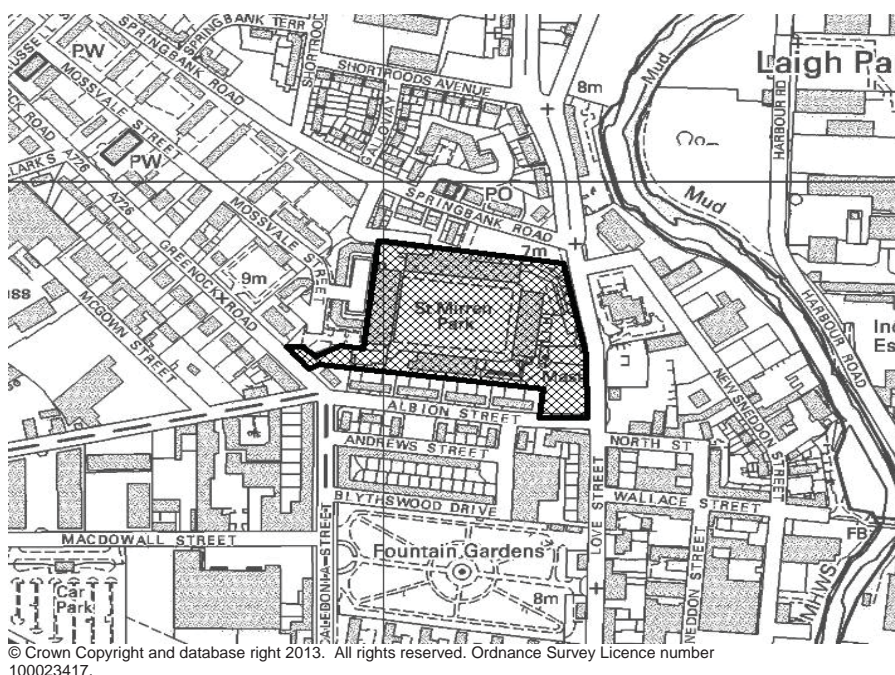 SPRINGBANK TERR
PW
SPRINGBANK ROAD
SHORTROODS AVENUE
8m
Mud
Laigh Pa
HARBOUR RD
MOSSVALE STREET
PW
A726
PO
SPRINGBANK ROAD
Mud
A726
MOSSVALE STREET
GREENOCK ROAD
9m
7m
St Mirren
Park
HARBOUR ROAD
MCGOWN STREET
NEW SNEDDON STREET
ALBION STREET
ANDREWS STREET
NORTH ST
BLYTHSWOOD DRIVE
LOVE STREET
WALLACE STREET
MACDOWALL STREET
Fountain Gardens
FB
Car
Park
8m
MHWS
© Crown Copyright and database right 2013.  All rights reserved. Ordnance Survey Licence number
100023417.